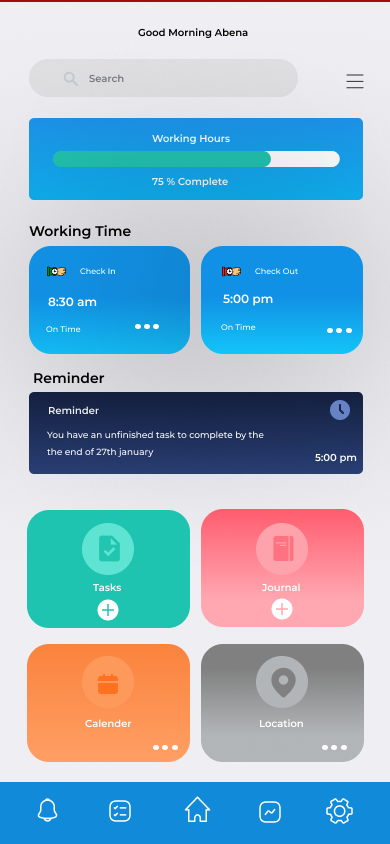 Good Morning Abena
Search
Working Hours
75 % Complete
Working Time
Check In
8:30 am
On Time
Check Out
5:00 pm
On Time
Reminder
Reminder
You have an unfinished task to complete by the
the end of 27th january
5:00 pm
Tasks
Journal
Calender
Location